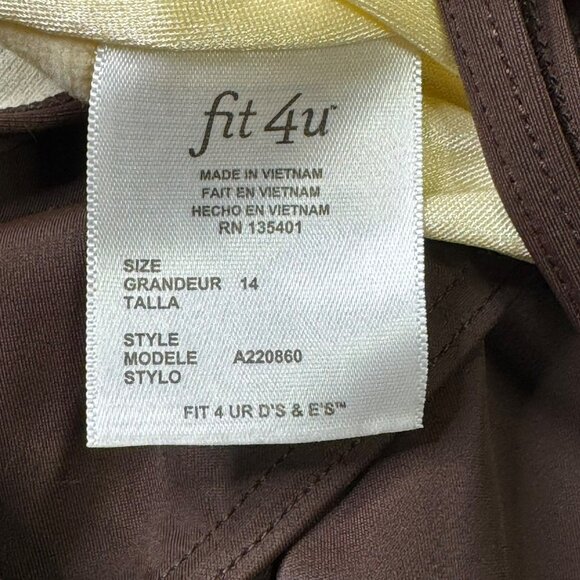 fit 4u™
MADE IN VIETNAM
FAIT EN VIETNAM
HECHO EN VIETNAM
RN 135401
SIZE
GRANDEUR 14
TALLA
STYLE
MODELE A220860
STYLO
FIT 4 UR D'S & E'S™